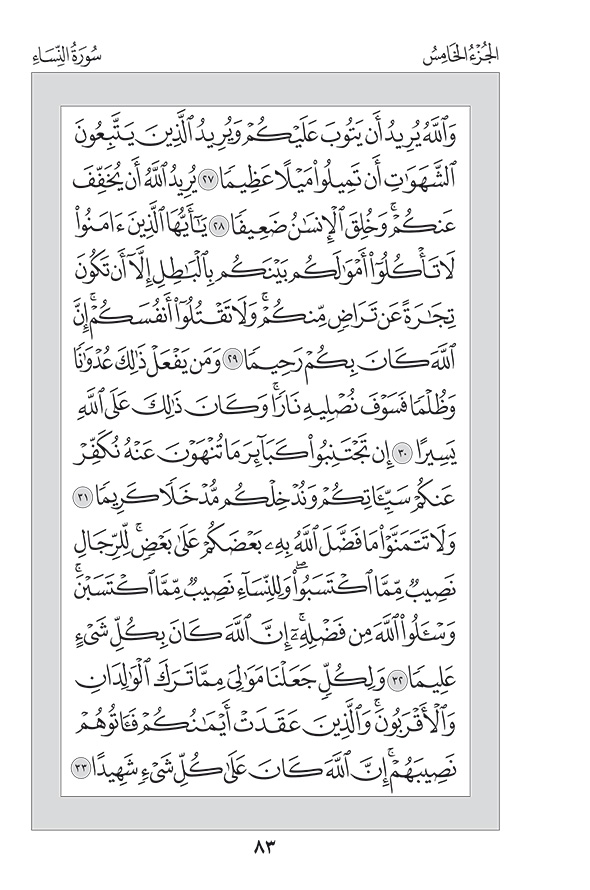 الجُزْءُ الخَامِسُ
سُورَةُ النِّسَاءِ
وَٱللَّهُ يُرِيدُ أَن يَتُوبَ عَلَيۡكُمۡ وَيُرِيدُ ٱلَّذِينَ يَتَّبِعُونَ
ٱلشَّهَوَٰتِ أَن تَمِيلُواْ مَيۡلًا عَظِيمٗا ٢٧ يُرِيدُ ٱللَّهُ أَن يُخَفِّفَ
عَنكُمۡۚ وَخُلِقَ ٱلۡإِنسَٰنُ ضَعِيفٗا ٢٨ يَٰٓأَيُّهَا ٱلَّذِينَ ءَامَنُواْ
لَا تَأۡكُلُوٓاْ أَمۡوَٰلَكُم بَيۡنَكُم بِٱلۡبَٰطِلِ إِلَّآ أَن تَكُونَ
تِجَٰرَةً عَن تَرَاضٖ مِّنكُمۡۚ وَلَا تَقۡتُلُوٓاْ أَنفُسَكُمۡۚ إِنَّ
ٱللَّهَ كَانَ بِكُمۡ رَحِيمٗا ٢٩ وَمَن يَفۡعَلۡ ذَٰلِكَ عُدۡوَٰنٗا
وَظُلۡمٗا فَسَوۡفَ نُصۡلِيهِ نَارٗاۚ وَكَانَ ذَٰلِكَ عَلَى ٱللَّهِ
يَسِيرًا ٣٠ إِن تَجۡتَنِبُواْ كَبَآئِرَ مَا تُنۡهَوۡنَ عَنۡهُ نُكَفِّرۡ
عَنكُمۡ سَيِّـَٔاتِكُمۡ وَنُدۡخِلۡكُم مُّدۡخَلٗا كَرِيمٗا ٣١
وَلَا تَتَمَنَّوۡاْ مَا فَضَّلَ ٱللَّهُ بِهِۦ بَعۡضَكُمۡ عَلَىٰ بَعۡضٖۚ لِّلرِّجَالِ
نَصِيبٞ مِّمَّا ٱكۡتَسَبُواْۖ وَلِلنِّسَآءِ نَصِيبٞ مِّمَّا ٱكۡتَسَبۡنَۚ
وَسۡـَٔلُواْ ٱللَّهَ مِن فَضۡلِهِۦٓۚ إِنَّ ٱللَّهَ كَانَ بِكُلِّ شَيۡءٍ
عَلِيمٗا ٣٢ وَلِكُلّٖ جَعَلۡنَا مَوَٰلِيَ مِمَّا تَرَكَ ٱلۡوَٰلِدَانِ
وَٱلۡأَقۡرَبُونَۚ وَٱلَّذِينَ عَقَدَتۡ أَيۡمَٰنُكُمۡ فَـَٔاتُوهُمۡ
نَصِيبَهُمۡۚ إِنَّ ٱللَّهَ كَانَ عَلَىٰ كُلِّ شَيۡءٖ شَهِيدًا ٣٣
٨٣